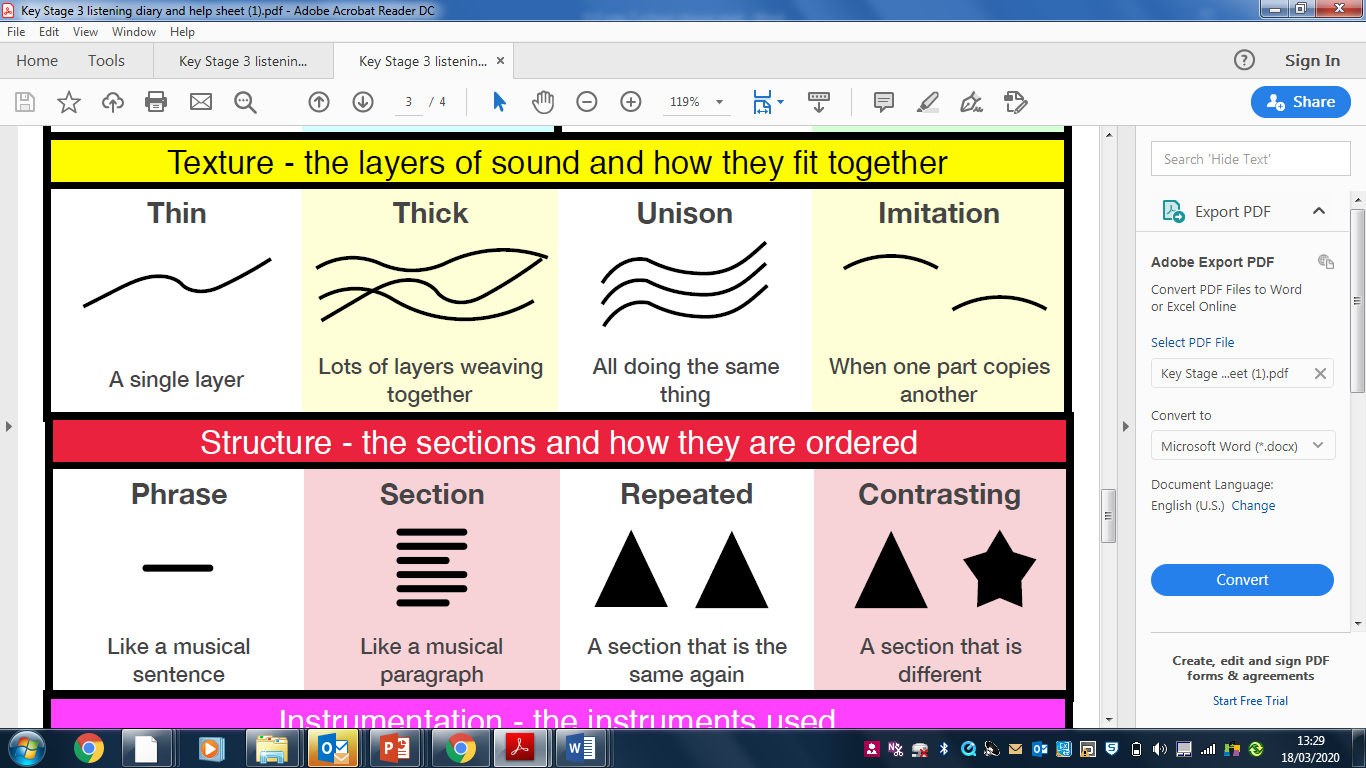 Key Stage 3 listening diary and help sheet (1).pdf - Adobe Acrobat Reader DC
File Edit View Window Help
Home Tools Key Stage 3 listenin... Key Stage 3 listenin... × Sign In
3 / 4 119% Share
Texture - the layers of sound and how they fit together
Thin Thick Unison Imitation
A single layer
Lots of layers weaving
together
All doing the same
thing
When one part copies
another
Structure - the sections and how they are ordered
Phrase Section Repeated Contrasting
Like a musical
sentence
Like a musical
paragraph
A section that is the
same again
A section that is
different
Instrumentation - the instruments used
Search 'Hide Text'
Export PDF
Adobe Export PDF
Convert PDF Files to Word
or Excel Online
Select PDF File
Key Stage ...eet (1).pdf
Convert to
Microsoft Word (*.docx)
Document Language:
English (U.S.) Change
Convert
Create, edit and sign PDF
forms & agreements
Start Free Trial
13:29
18/03/2020